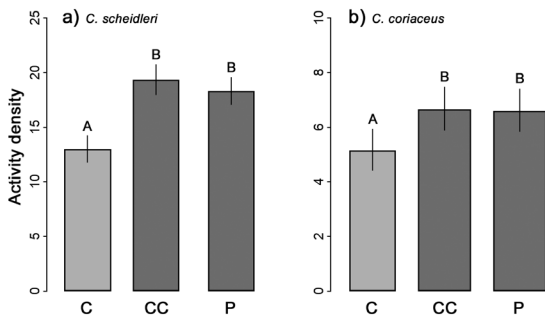 a) C. scheidleri
Activity density
25
20
15
10
5
0
A
B
B
C
CC
P
b) C. coriaceus
10
8
6
4
2
0
A
B
B
C
CC
P